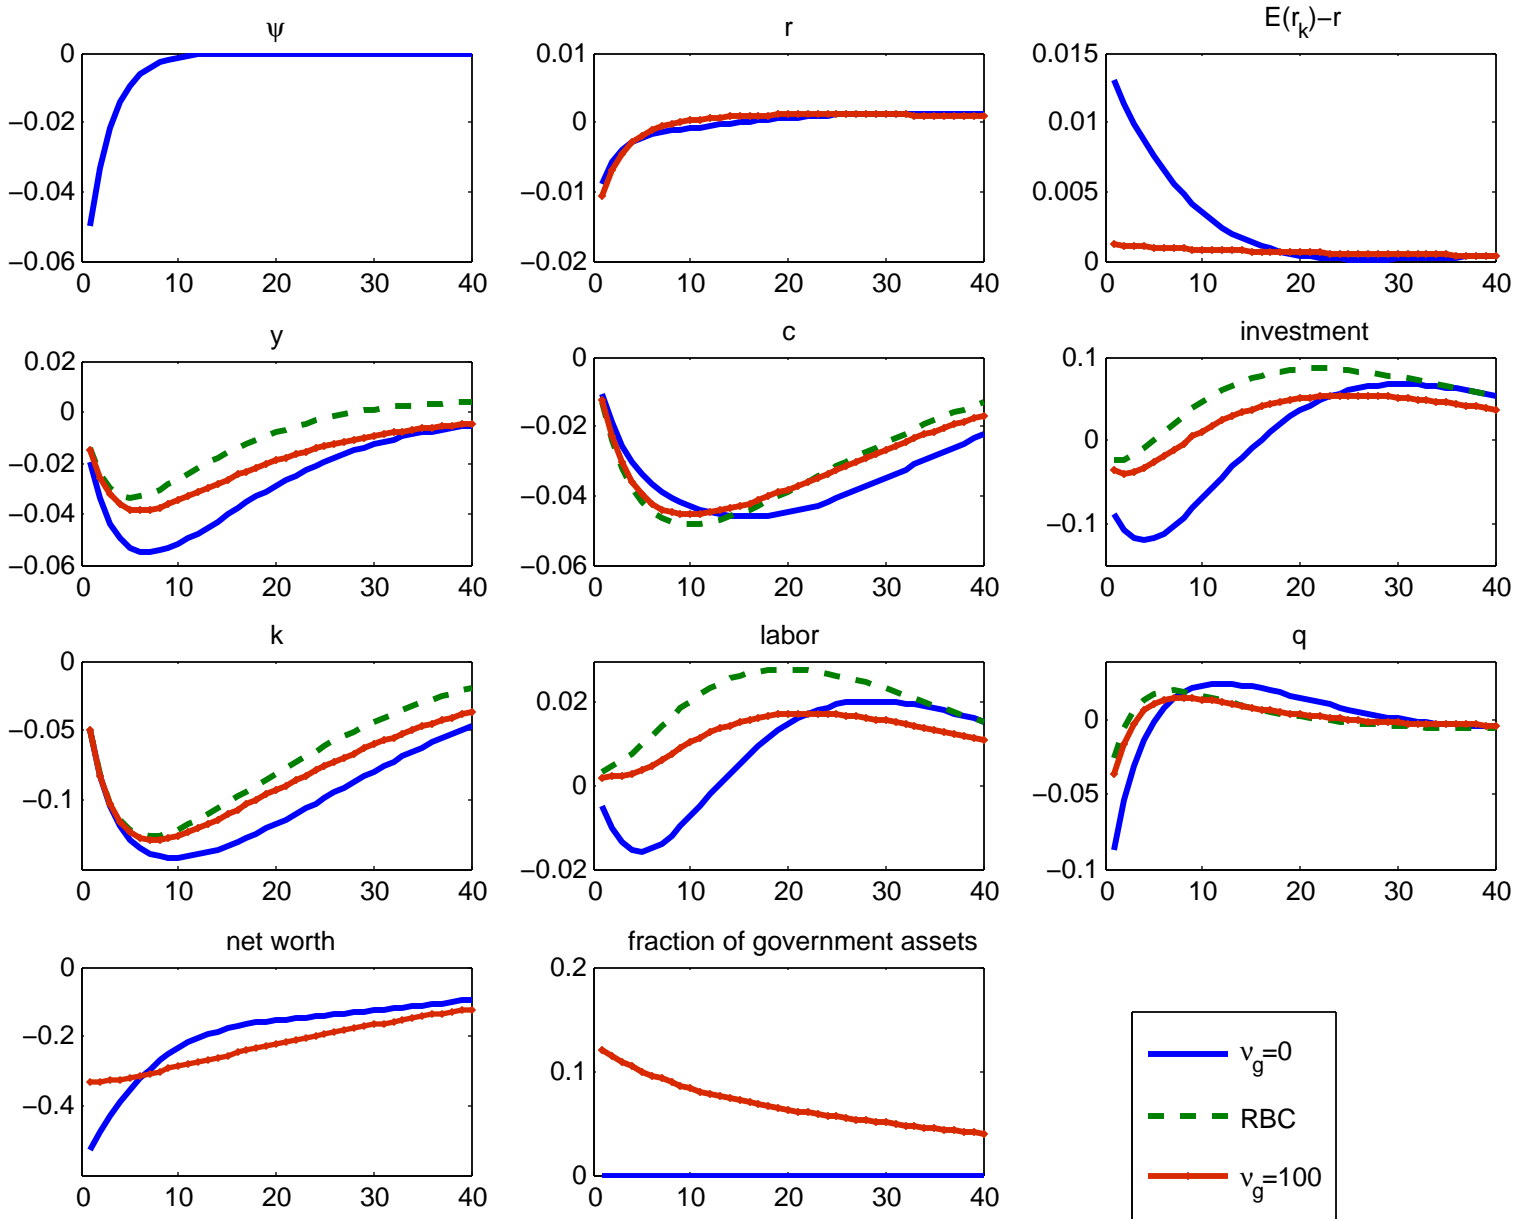 ψ r E(r_k)−r
0 0.01 0.015
−0.02 0 0.01
−0.04 −0.01 0.005
−0.06 −0.02 0
0 10 20 30 40 0 10 20 30 40 0 10 20 30 40
y c investment
0.02 0 0.1
0 −0.02 0
−0.02 −0.04 −0.1
−0.04 −0.06
−0.06
0 10 20 30 40 0 10 20 30 40 0 10 20 30 40
k labor q
0 0.02 0
−0.05 0 −0.05
−0.1 −0.02 −0.1
0 10 20 30 40 0 10 20 30 40 0 10 20 30 40
net worth fraction of government assets
0 0.2
−0.2 0.1
−0.4 0
0 10 20 30 40 0 10 20 30 40
ν_g=0
RBC
ν_g=100